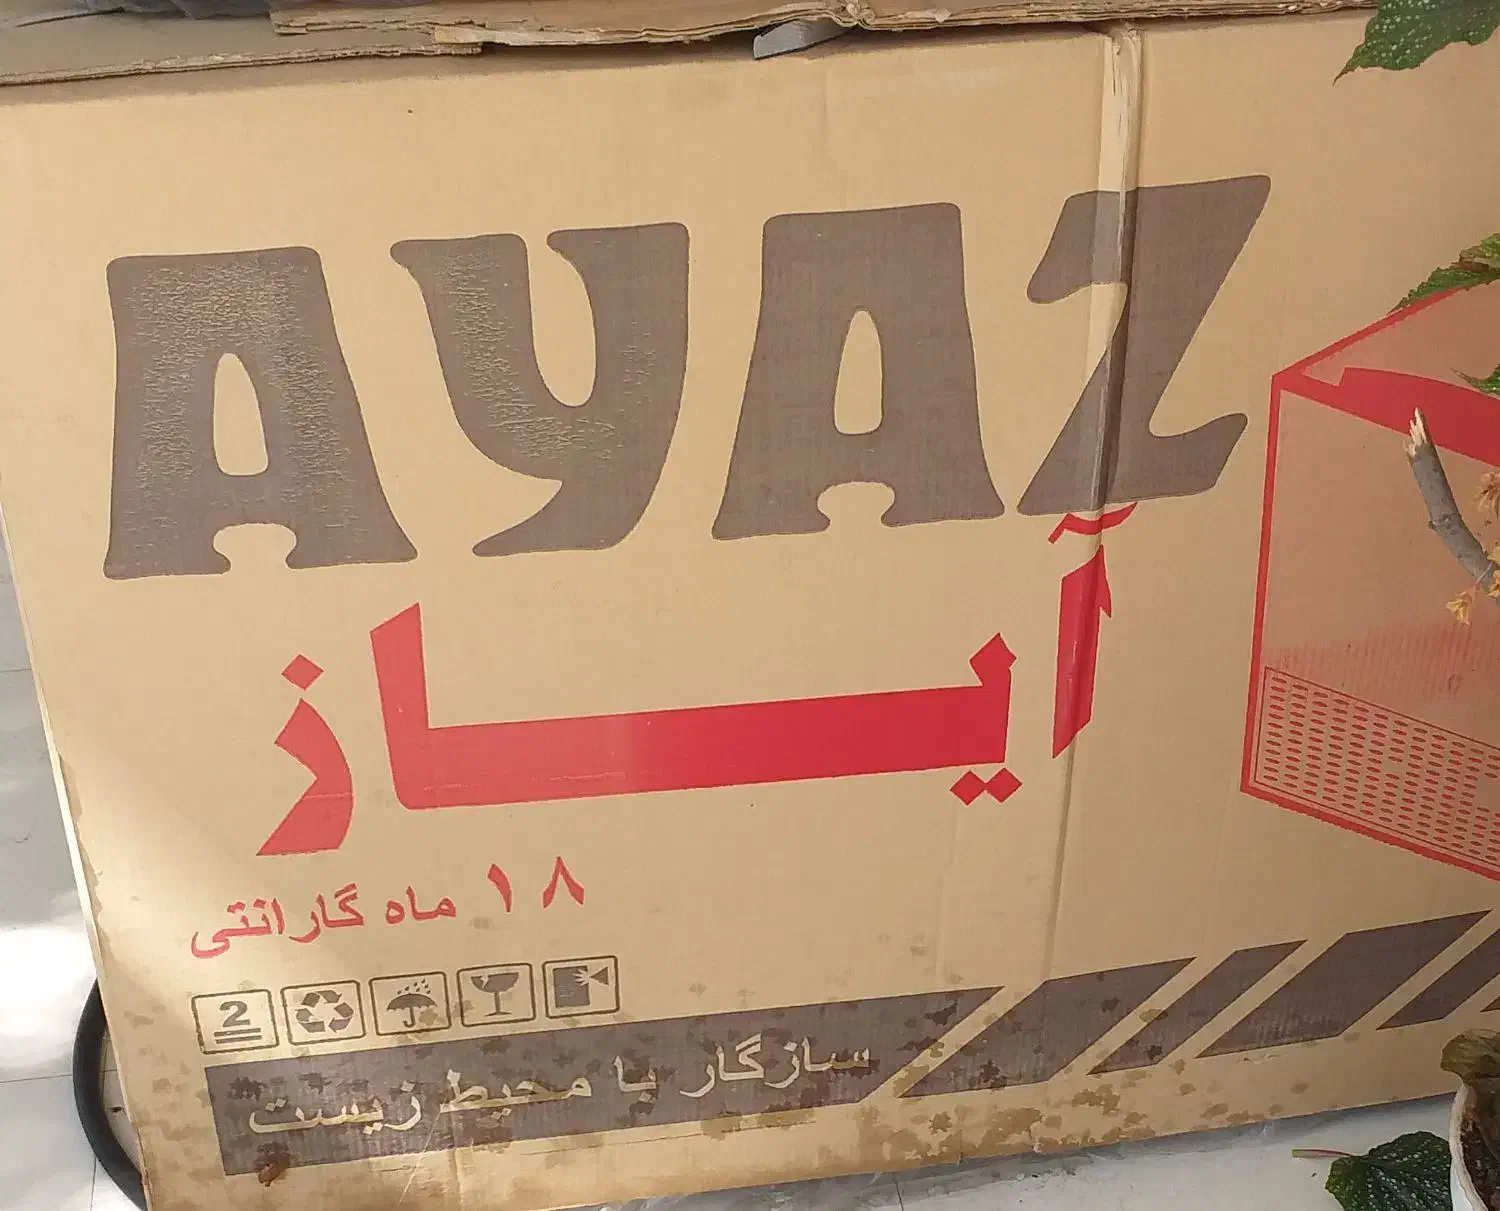 AYAZ
آیاز
۱۸ ماه گارانتی
2
سازگار با محیط زیست